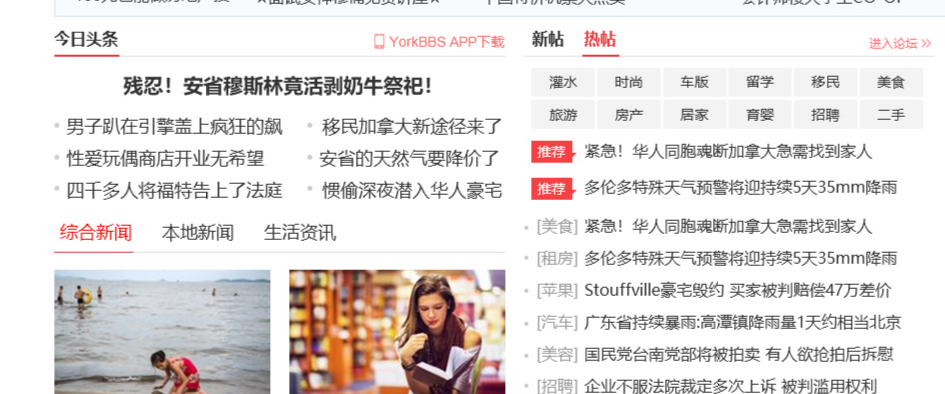 今日头条
YorkBBS APP下载
残忍！安省穆斯林竟活剥奶牛祭祀！
男子趴在引擎盖上疯狂的飙
移民加拿大新途径来了
性爱玩偶商店开业无希望
安省的天然气要降价了
四千多人将福特告上了法庭
惯偷深夜潜入华人豪宅
综合新闻 本地新闻 生活资讯
新帖 热帖
进入论坛
灌水 时尚 车版 留学 移民 美食
旅游 房产 居家 育婴 招聘 二手
推荐 紧急！华人同胞魂断加拿大急需找到家人
推荐 多伦多特殊天气预警将迎持续5天35mm降雨
[美食] 紧急！华人同胞魂断加拿大急需找到家人
[租房] 多伦多特殊天气预警将迎持续5天35mm降雨
[苹果] Stouffville豪宅毁约 买家被判赔偿47万差价
[汽车] 广东省持续暴雨:高潭镇降雨量1天约相当北京
[美容] 国民党台南党部将被拍卖 有人欲抢拍后拆慰
[招聘] 企业不服法院裁定多次上诉 被判滥用权利